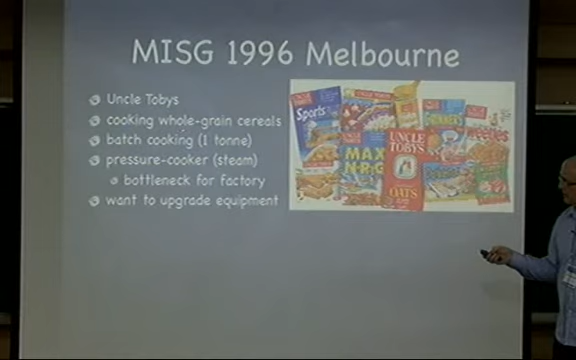 MISG 1996 Melbourne
Uncle Tobys
cooking whole-grain cereals
batch cooking (1 tonne)
pressure-cooker (steam)
bottleneck for factory
want to upgrade equipment
Sports
UNCLE
TOBYS
OATS